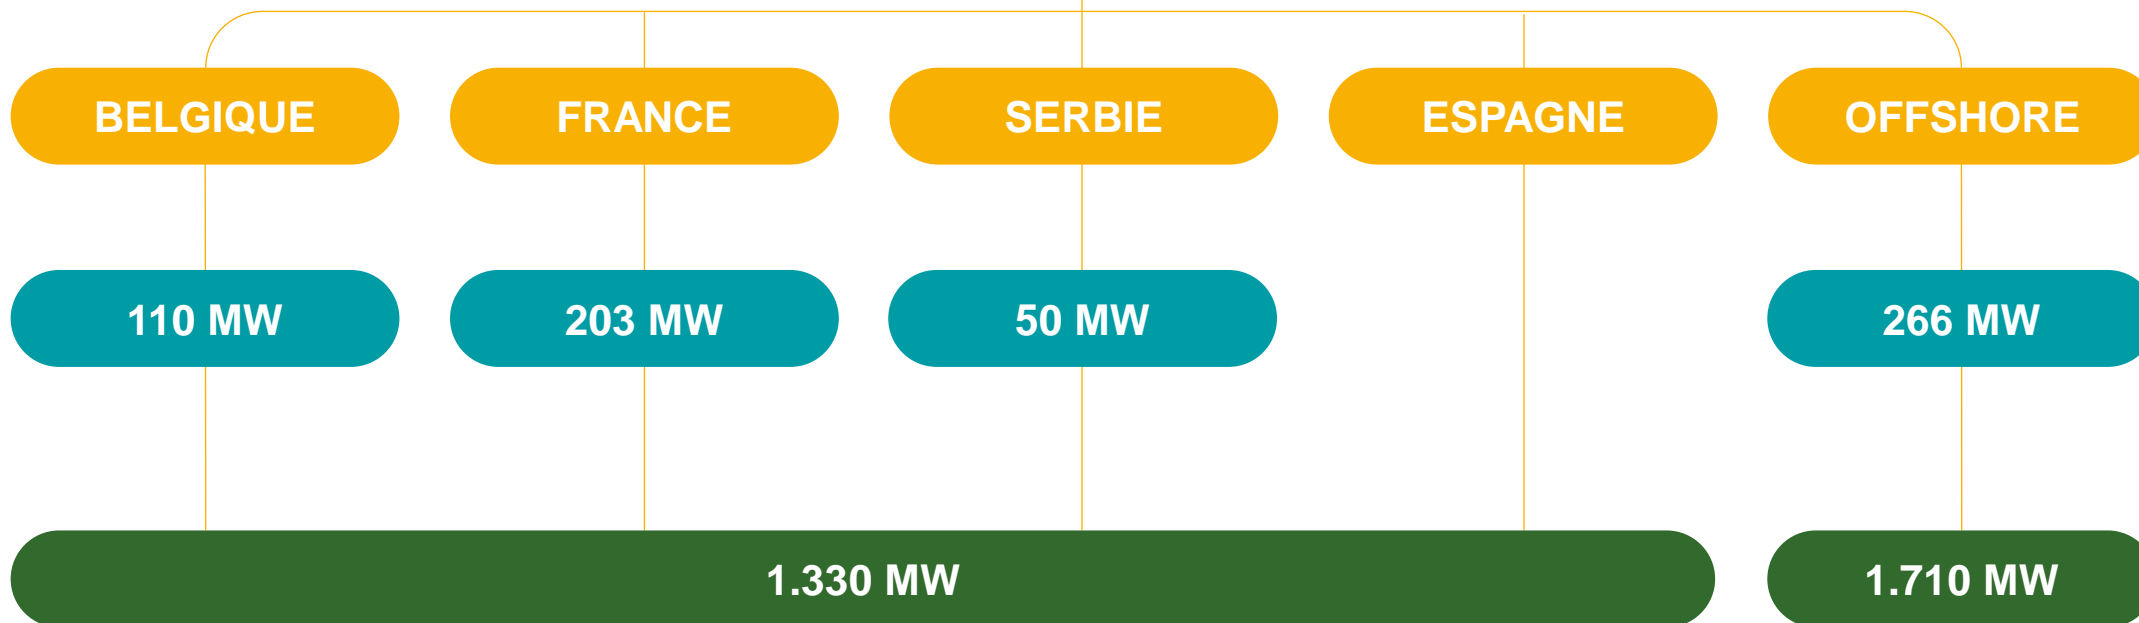 BELGIQUE
FRANCE
SERBIE
ESPAGNE
OFFSHORE
110 MW
203 MW
50 MW
266 MW
1.330 MW
1.710 MW